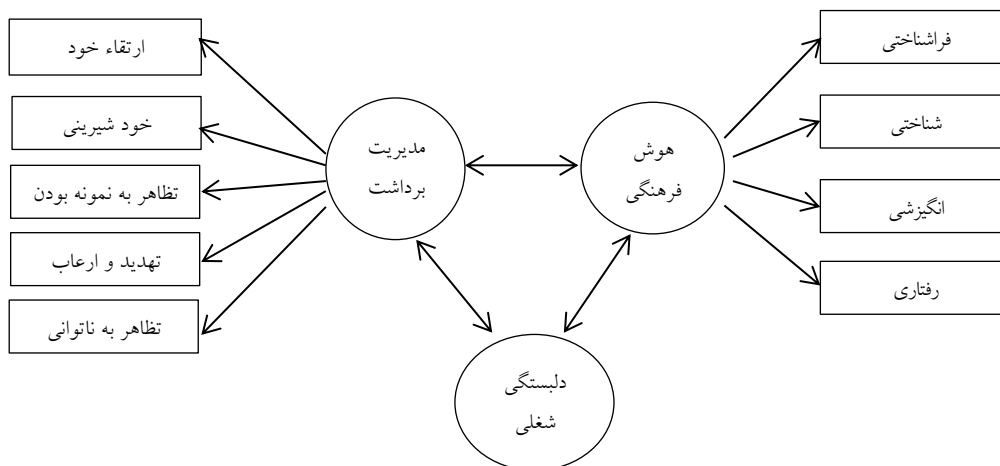 فراشناختی
شناختی
انگیزشی
رفتاری
هوش
فرهنگی
مدیریت
برداشت
دلبستگی
شغلی
ارتقاء خود
خود شیرینی
تظاهر به نمونه بودن
تهدید و ارعاب
تظاهر به ناتوانی